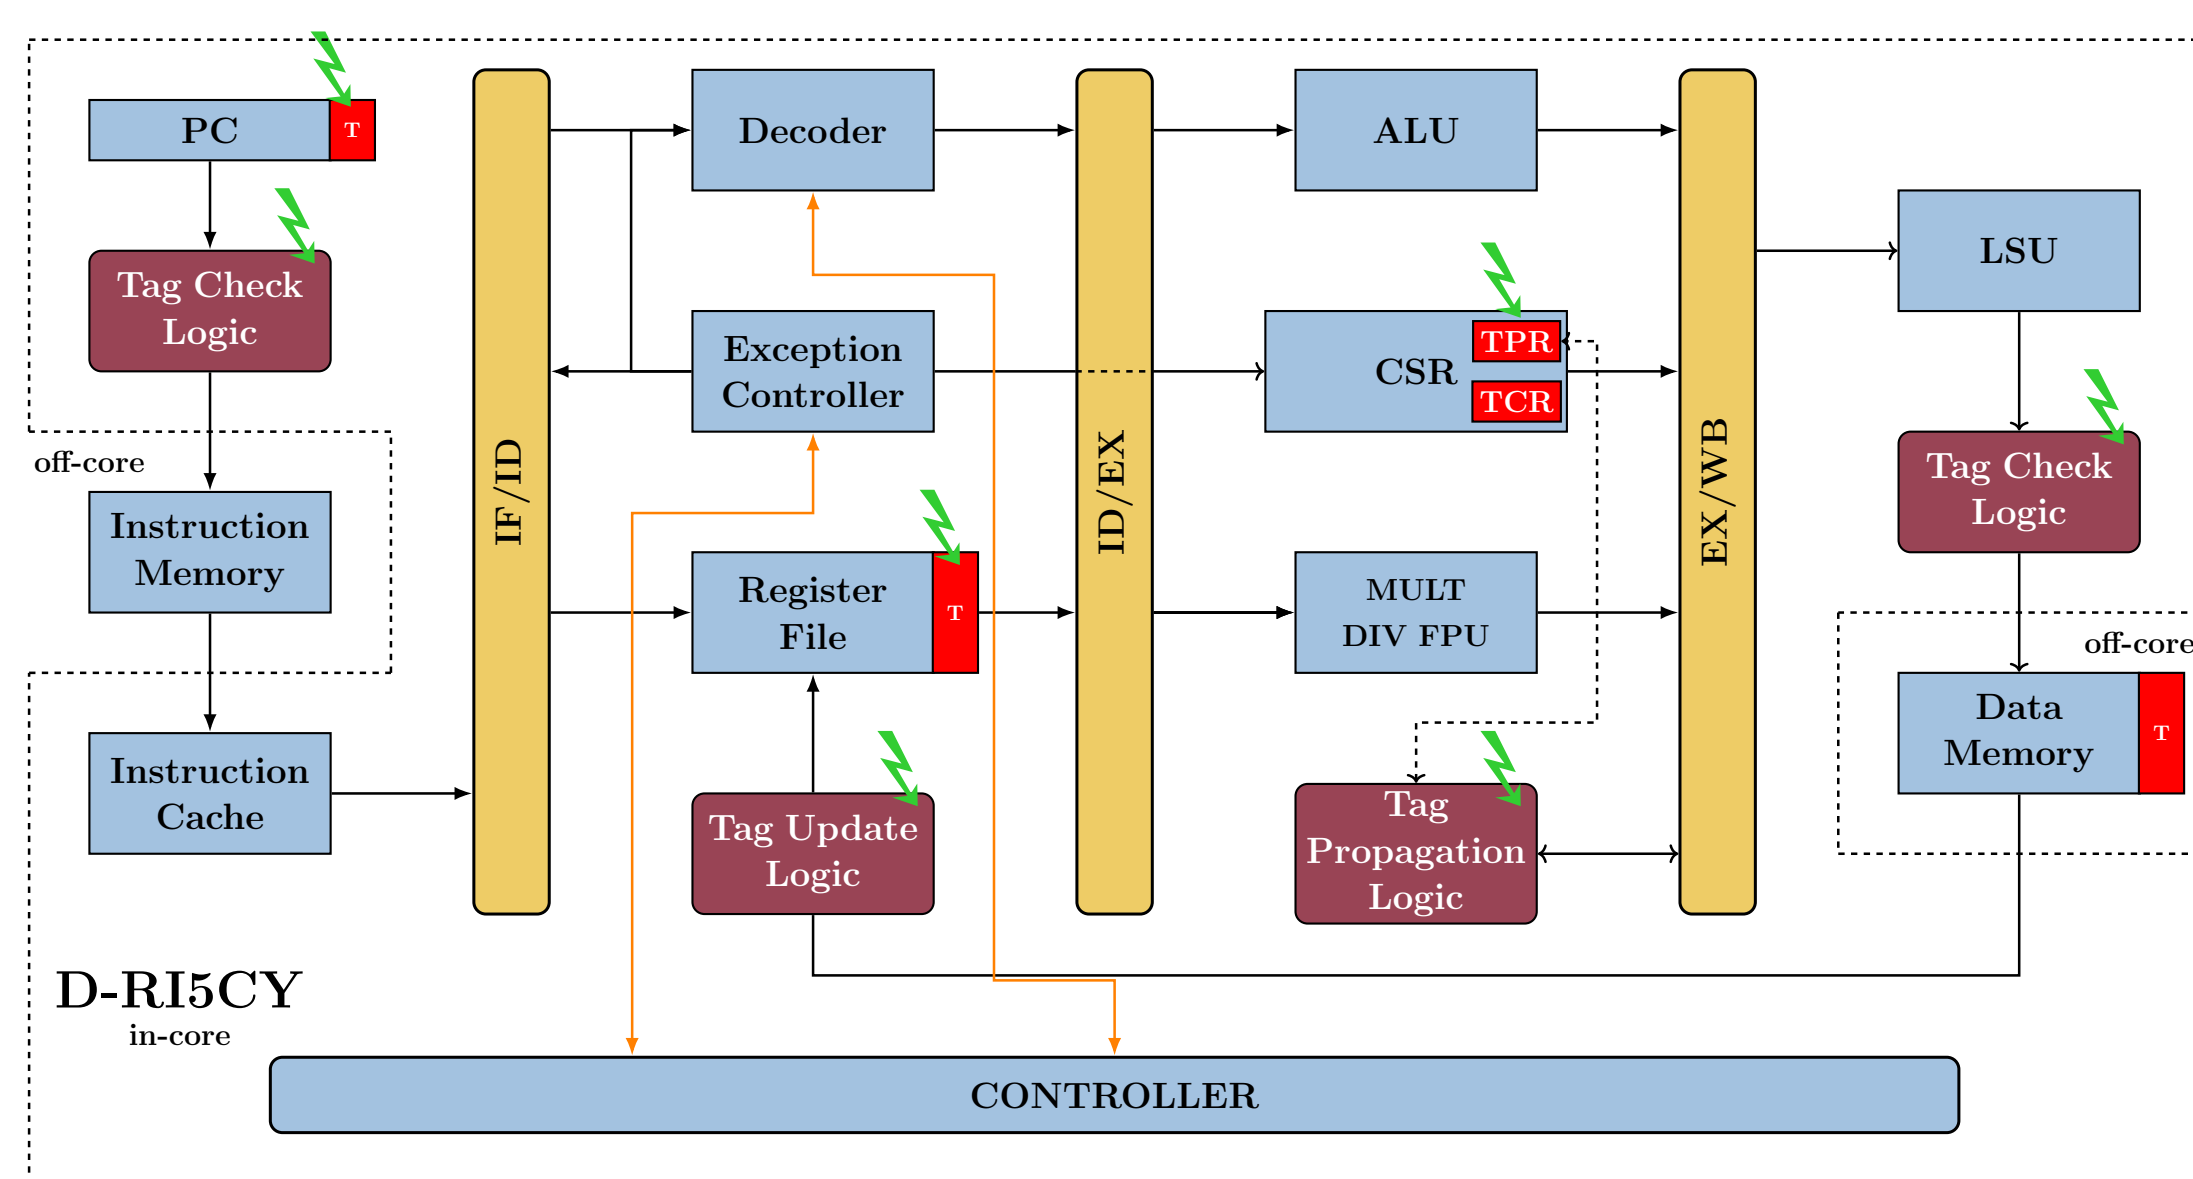 PC
T
Tag Check
Logic
off-core
Instruction
Memory
Instruction
Cache
D-RI5CY
in-core
IF/ID
Decoder
Exception
Controller
Register
File
T
Tag Update
Logic
ID/EX
ALU
CSR
TPR
TCR
MULT
DIV FPU
Tag
Propagation
Logic
EX/WB
LSU
Tag Check
Logic
off-core
Data
Memory
T
CONTROLLER